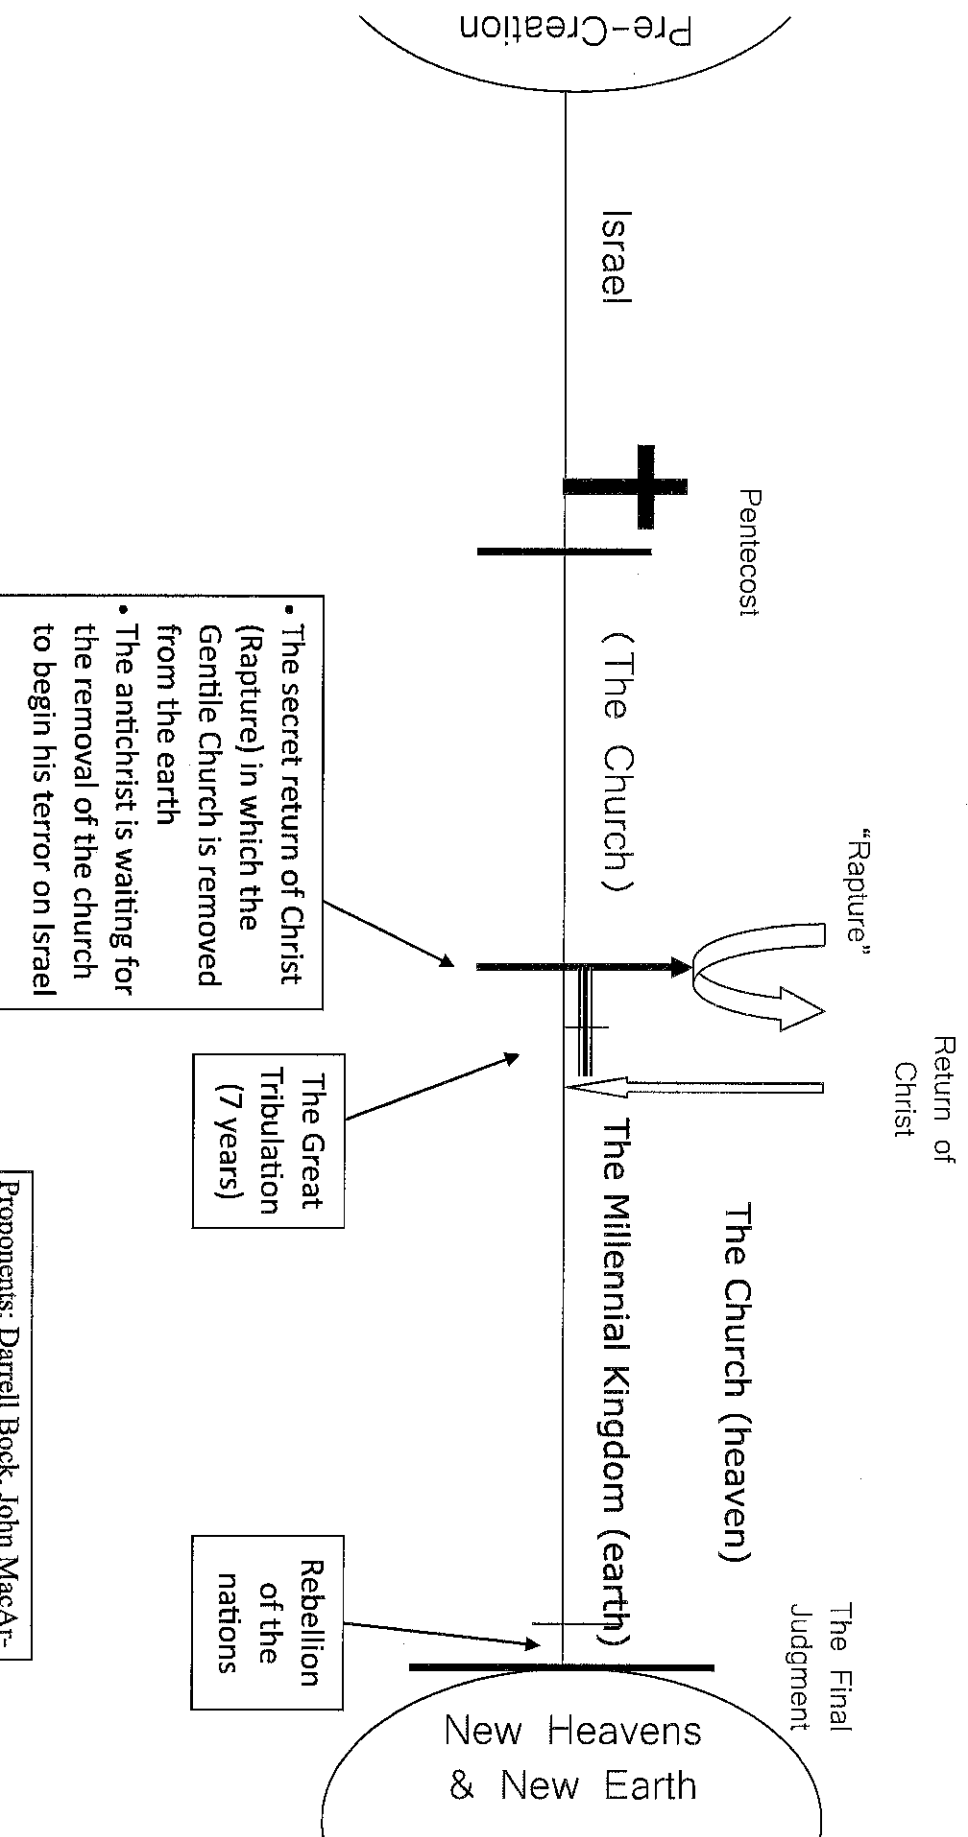 Pre-Creation
Israel
Pentecost
(The Church)
“Rapture”
Return of
Christ
The Church (heaven)
The Millennial Kingdom (earth)
The Final
Judgment
New Heavens
& New Earth
• The secret return of Christ
(Rapture) in which the
Gentile Church is removed
from the earth
• The antichrist is waiting for
the removal of the church
to begin his terror on Israel
The Great
Tribulation
(7 years)
Rebellion
of the
nations
Proponents: Darrell Bock, John MacAr-